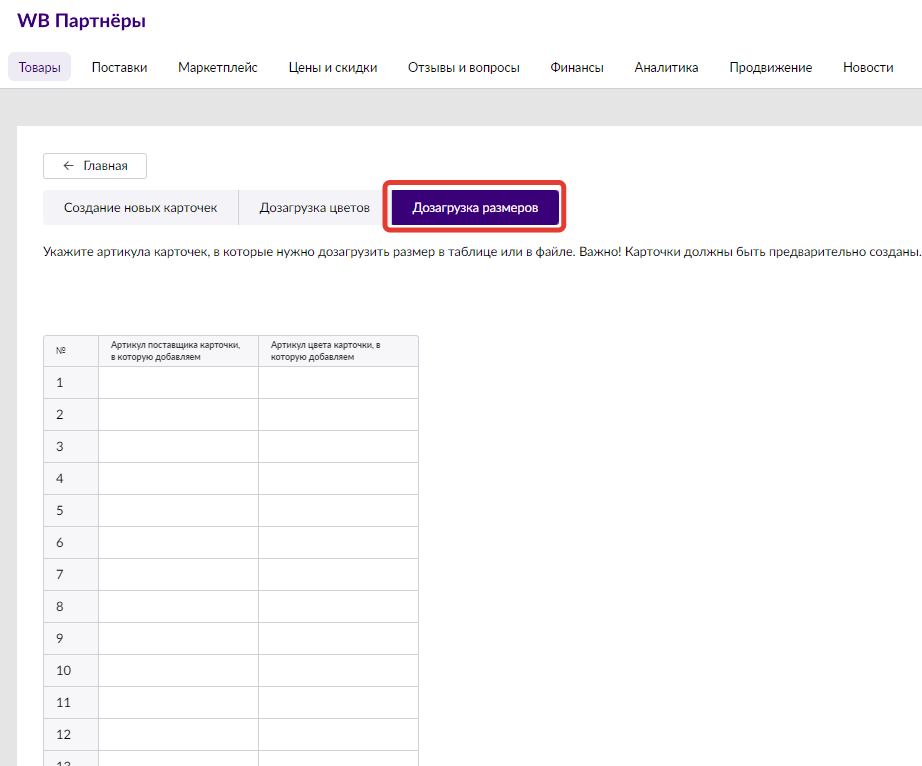 WB Партнёры
Товары Поставки Маркетплейс Цены и скидки Отзывы и вопросы Финансы Аналитика Продвижение Новости
← Главная
Создание новых карточек Дозагрузка цветов Дозагрузка размеров
Укажите артикула карточек, в которые нужно дозагрузить размер в таблице или в файле. Важно! Карточки должны быть предварительно созданы.
№ Артикул поставщика карточки, в которую добавляем Артикул цвета карточки, в которую добавляем
1
2
3
4
5
6
7
8
9
10
11
12
13